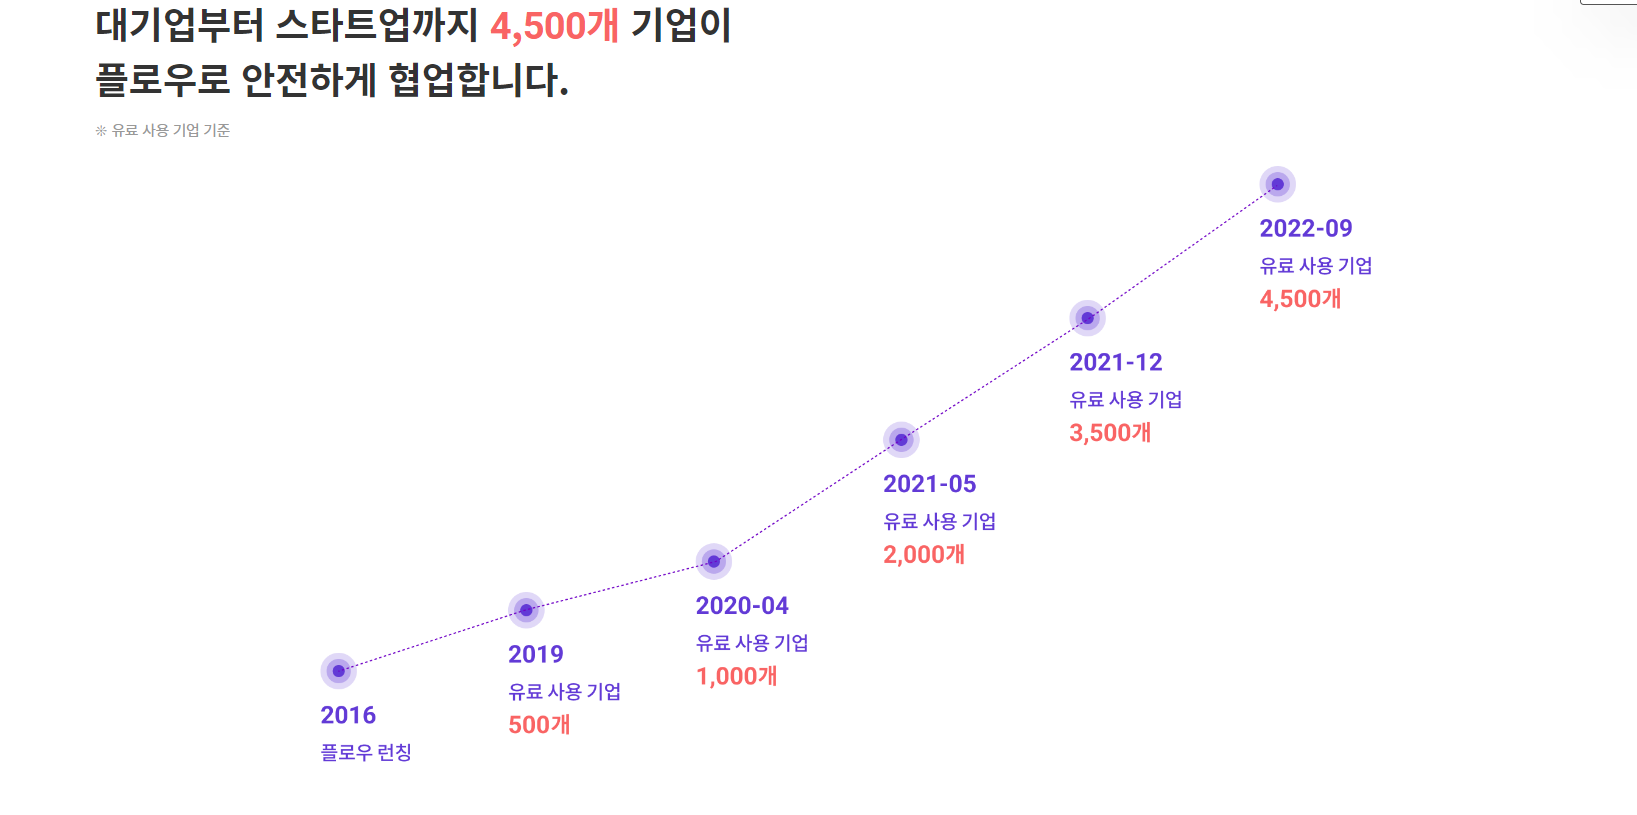 대기업부터 스타트업까지 4,500개 기업이
플로우로 안전하게 협업합니다.
※ 유료 사용 기업 기준
2016
플로우 런칭
2019
유료 사용 기업
500개
2020-04
유료 사용 기업
1,000개
2021-05
유료 사용 기업
2,000개
2021-12
유료 사용 기업
3,500개
2022-09
유료 사용 기업
4,500개